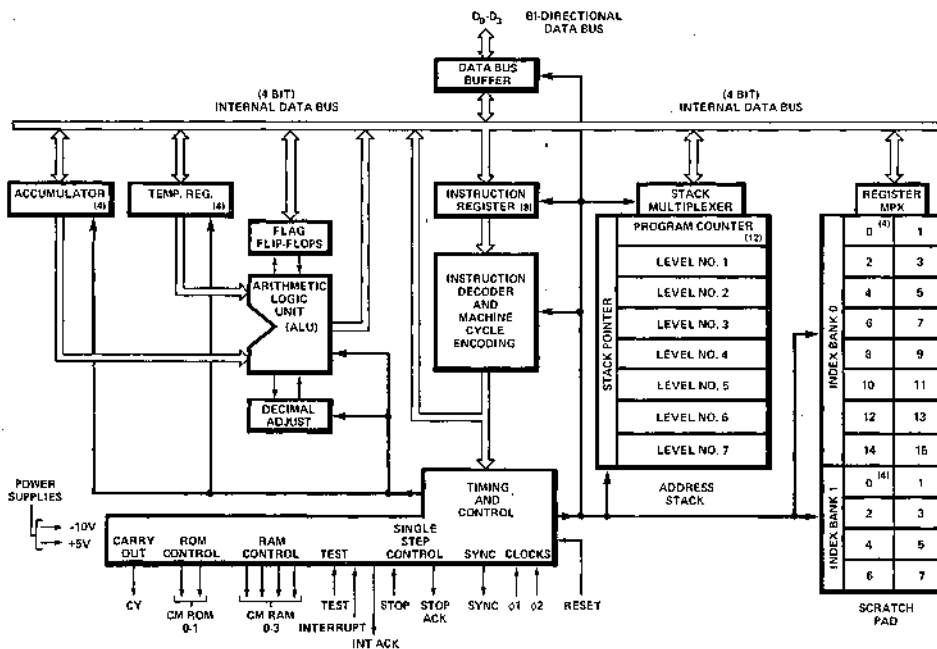 D0-D3
BI-DIRECTIONAL
DATA BUS
DATA BUS
BUFFER
(4 BIT)
INTERNAL DATA BUS
(4 BIT)
INTERNAL DATA BUS
ACCUMULATOR
(4)
TEMP. REG.
(4)
FLAG
FLIP-FLOPS
INSTRUCTION
REGISTER (8)
STACK
MULTIPLEXER
REGISTER
MPX
ARITHMETIC
LOGIC
UNIT
(ALU)
DECIMAL
ADJUST
INSTRUCTION
DECODER
AND
MACHINE
CYCLE
ENCODING
STACK POINTER
PROGRAM COUNTER
(12)
LEVEL NO. 1
LEVEL NO. 2
LEVEL NO. 3
LEVEL NO. 4
LEVEL NO. 5
LEVEL NO. 6
LEVEL NO. 7
ADDRESS
STACK
INDEX BANK 0
0 (4) 1
2 3
4 5
6 7
8 9
10 11
12 13
14 15
INDEX BANK 1
0 (4) 1
2 3
4 5
6 7
SCRATCH
PAD
POWER
SUPPLIES
-10V
+5V
TIMING
AND
CONTROL
CARRY
OUT
ROM
CONTROL
RAM
CONTROL
TEST
SINGLE
STEP
CONTROL
SYNC
CLOCKS
CY
CM ROM
0-1
CM RAM
0-3
TEST
INTERRUPT
INT ACK
STOP
STOP
ACK
SYNC
ϕ1
ϕ2
RESET